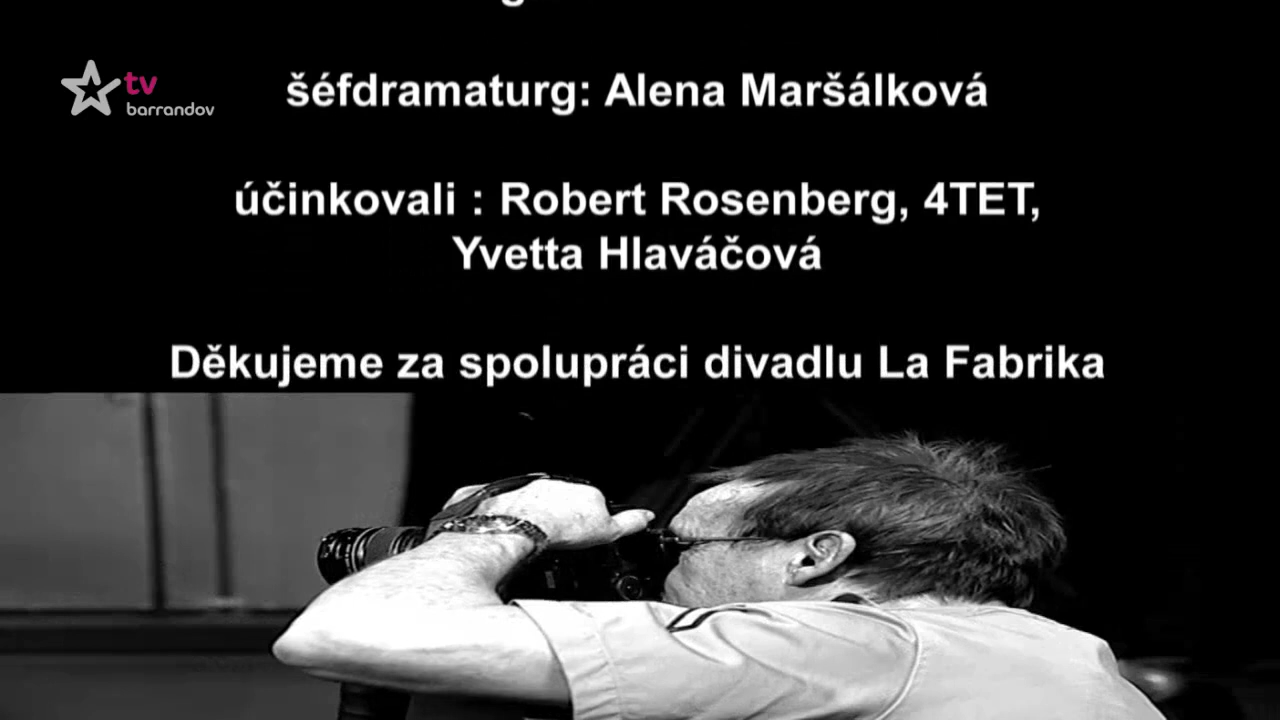 tv
barrandov
šéfdramaturg: Alena Maršálková
účinkovali : Robert Rosenberg, 4TET,
Yvetta Hlaváčová
Děkujeme za spolupráci divadlu La Fabrika